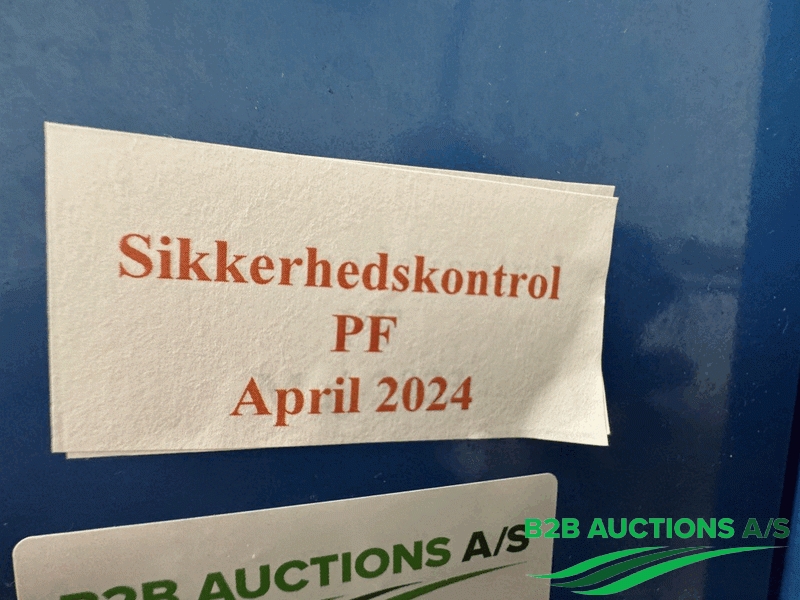 Sikkerhedskontrol
PF
April 2024
B2B AUCTIONS A/S
B2B AUCTIONS A/S